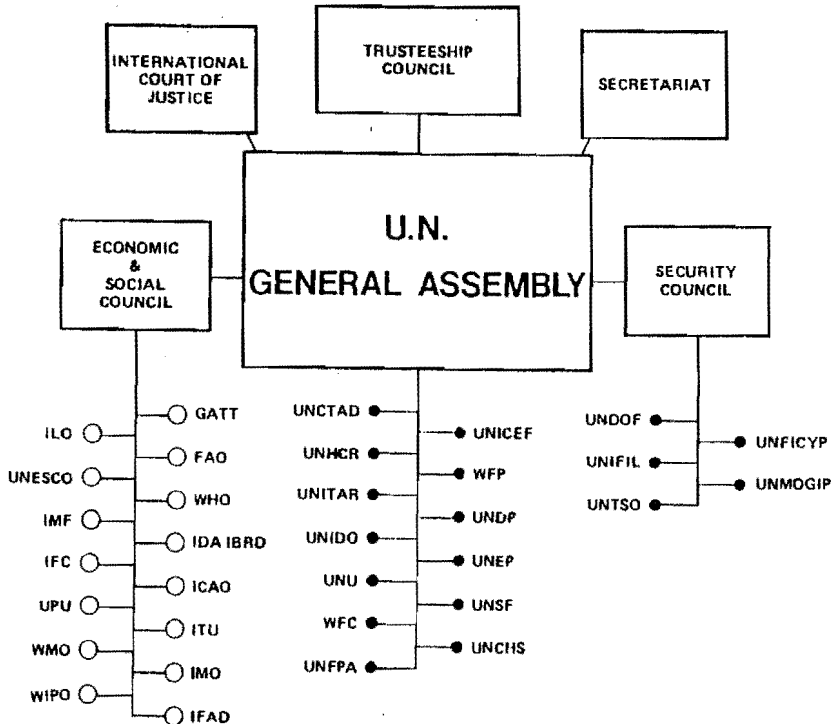 INTERNATIONAL
COURT OF
JUSTICE
TRUSTEESHIP
COUNCIL
SECRETARIAT
U.N.
GENERAL ASSEMBLY
ECONOMIC
&
SOCIAL
COUNCIL
SECURITY
COUNCIL
GATT
ILO
FAO
UNESCO
WHO
IMF
IDA IBRD
IFC
ICAO
UPU
ITU
WMO
IMO
WIPO
IFAD
UNCTAD
UNICEF
UNHCR
WFP
UNITAR
UNDP
UNIDO
UNEP
UNU
UNSF
WFC
UNCHS
UNFPA
UNDOF
UNFICYP
UNIFIL
UNMOGIP
UNTSO